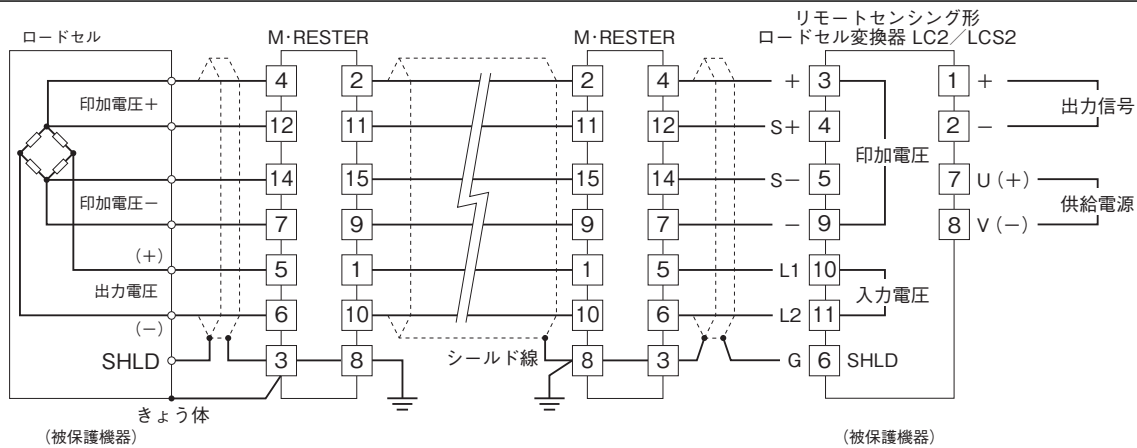 リモートセンシング形
ロードセル M·RESTER M·RESTER ロードセル変換器 LC2／LCS2
4 2 2 4 + 3 1 +
印加電圧＋ 出力信号
12 11 11 12 S+ 4 2 −
印加電圧
14 15 15 14 S− 5 7 U (+)
印加電圧− 供給電源
7 9 9 7 − 9 8 V (−)
(+) 5 1 1 5 L1 10
出力電圧 入力電圧
(−) 6 10 10 6 L2 11
SHLD 3 8 シールド線 8 3 G 6 SHLD
きょう体
(被保護機器) (被保護機器)